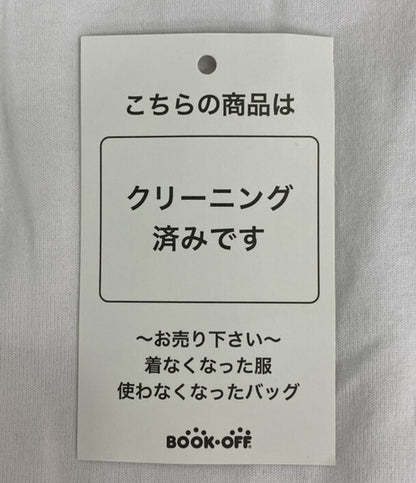 こちらの商品は
クリーニング
済みです
〜お売り下さい〜
着なくなった服
使わなくなったバッグ
BOOK・OFF